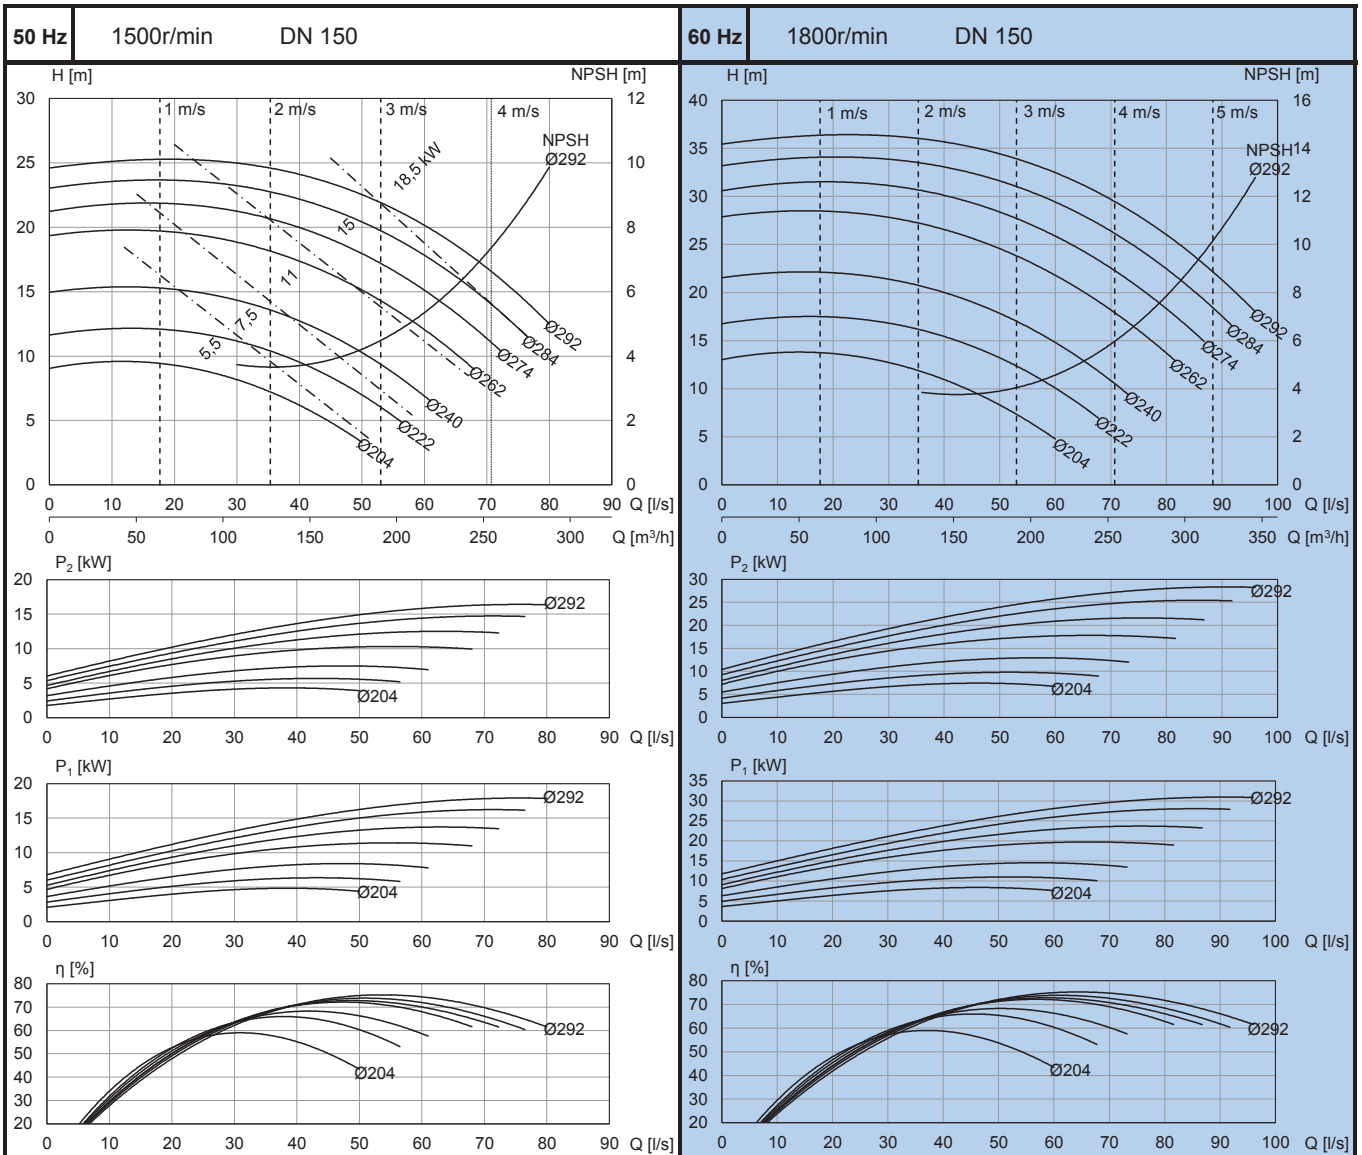 50 Hz 1500r/min DN 150
H [m] NPSH [m]
30 1 m/s 2 m/s 3 m/s 4 m/s 12
NPSH
Ø292
25 18,5 kW 10
20 15 8
15 11 6
7,5
5,5
10 4
5 2
0 0
Ø292
Ø284
Ø274
Ø262
Ø240
Ø222
Ø204
0 10 20 30 40 50 60 70 80 90 Q [l/s]
0 50 100 150 200 250 300 Q [m³/h]
P₂ [kW]
20
15
10
5
0
Ø292
Ø204
0 10 20 30 40 50 60 70 80 90 Q [l/s]
P₁ [kW]
20
15
10
5
0
Ø292
Ø204
0 10 20 30 40 50 60 70 80 90 Q [l/s]
η [%]
80
70
60
50
40
30
20
Ø292
Ø204
0 10 20 30 40 50 60 70 80 90 Q [l/s]
60 Hz 1800r/min DN 150
H [m] NPSH [m]
40 1 m/s 2 m/s 3 m/s 4 m/s 5 m/s 16
35 NPSH 14
Ø292
30 12
25 10
20 8
15 6
10 4
5 2
0 0
Ø292
Ø284
Ø274
Ø262
Ø240
Ø222
Ø204
0 10 20 30 40 50 60 70 80 90 100 Q [l/s]
0 50 100 150 200 250 300 350 Q [m³/h]
P₂ [kW]
30
25
20
15
10
5
0
Ø292
Ø204
0 10 20 30 40 50 60 70 80 90 100 Q [l/s]
P₁ [kW]
35
30
25
20
15
10
5
0
Ø292
Ø204
0 10 20 30 40 50 60 70 80 90 100 Q [l/s]
η [%]
80
70
60
50
40
30
20
Ø292
Ø204
0 10 20 30 40 50 60 70 80 90 100 Q [l/s]